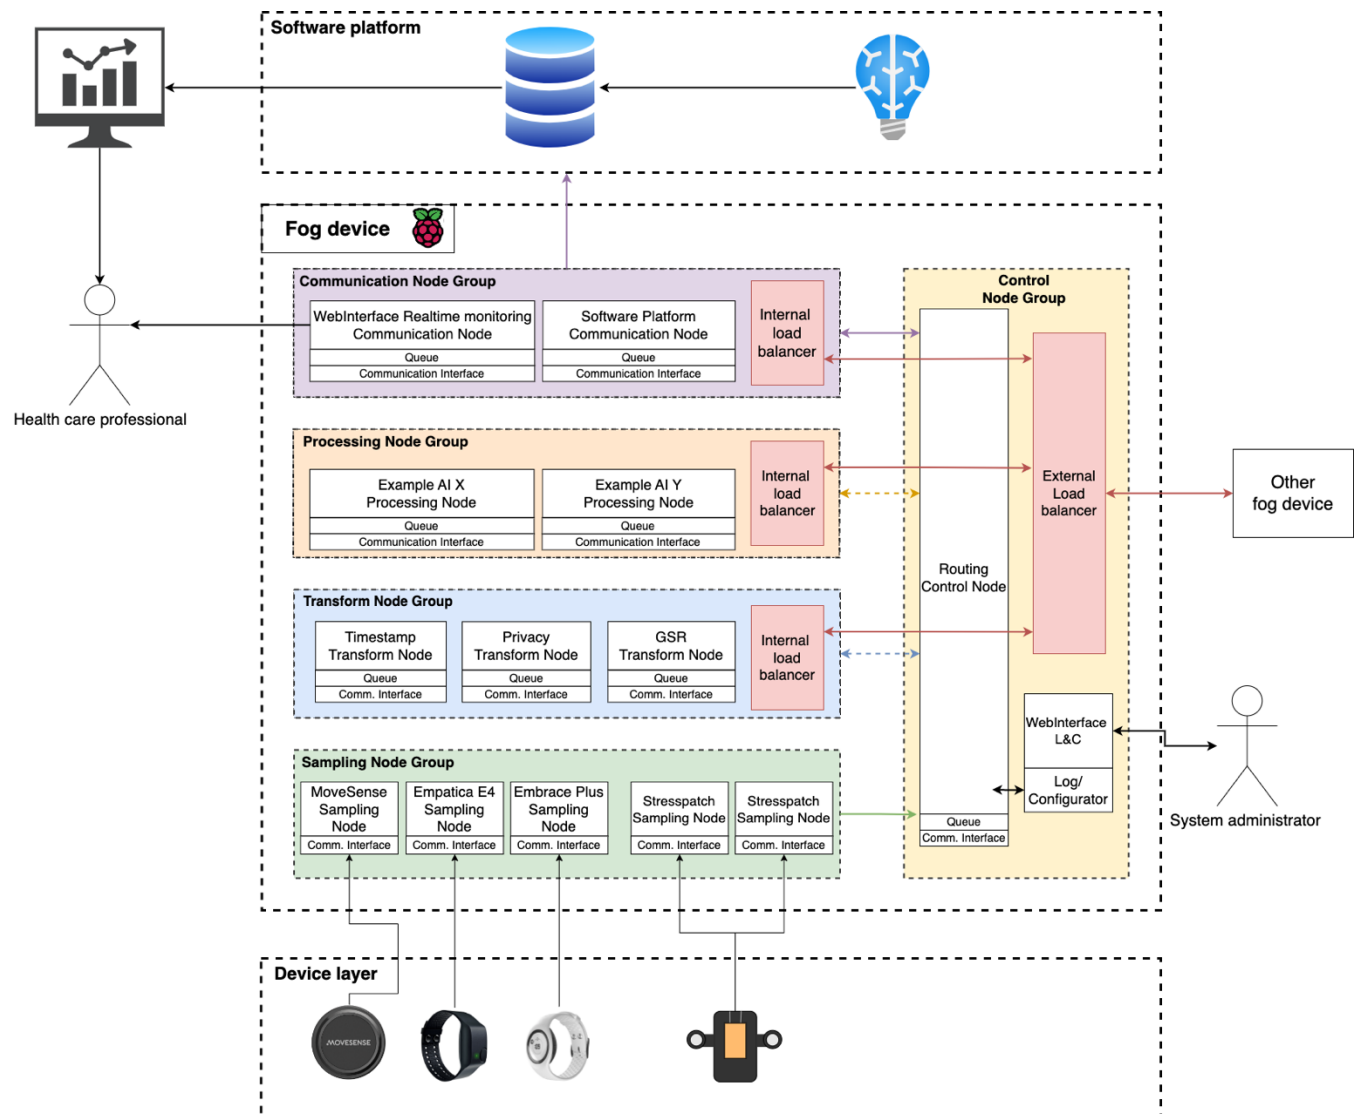 Software platform
Fog device
Communication Node Group
WebInterface Realtime monitoring
Communication Node
Queue
Communication Interface
Software Platform
Communication Node
Queue
Communication Interface
Internal
load
balancer
Control
Node Group
Health care professional
Processing Node Group
Example AI X
Processing Node
Queue
Communication Interface
Example AI Y
Processing Node
Queue
Communication Interface
Internal
load
balancer
External
Load
balancer
Other
fog device
Routing
Control Node
Transform Node Group
Timestamp
Transform Node
Queue
Comm. Interface
Privacy
Transform Node
Queue
Comm. Interface
GSR
Transform Node
Queue
Comm. Interface
Internal
load
balancer
WebInterface
L&C
Log/
Configurator
System administrator
Sampling Node Group
MoveSense
Sampling
Node
Comm. Interface
Empatica E4
Sampling
Node
Comm. Interface
Embrace Plus
Sampling
Node
Comm. Interface
Stresspatch
Sampling Node
Comm. Interface
Stresspatch
Sampling Node
Comm. Interface
Queue
Comm. Interface
Device layer
MOVESENSE